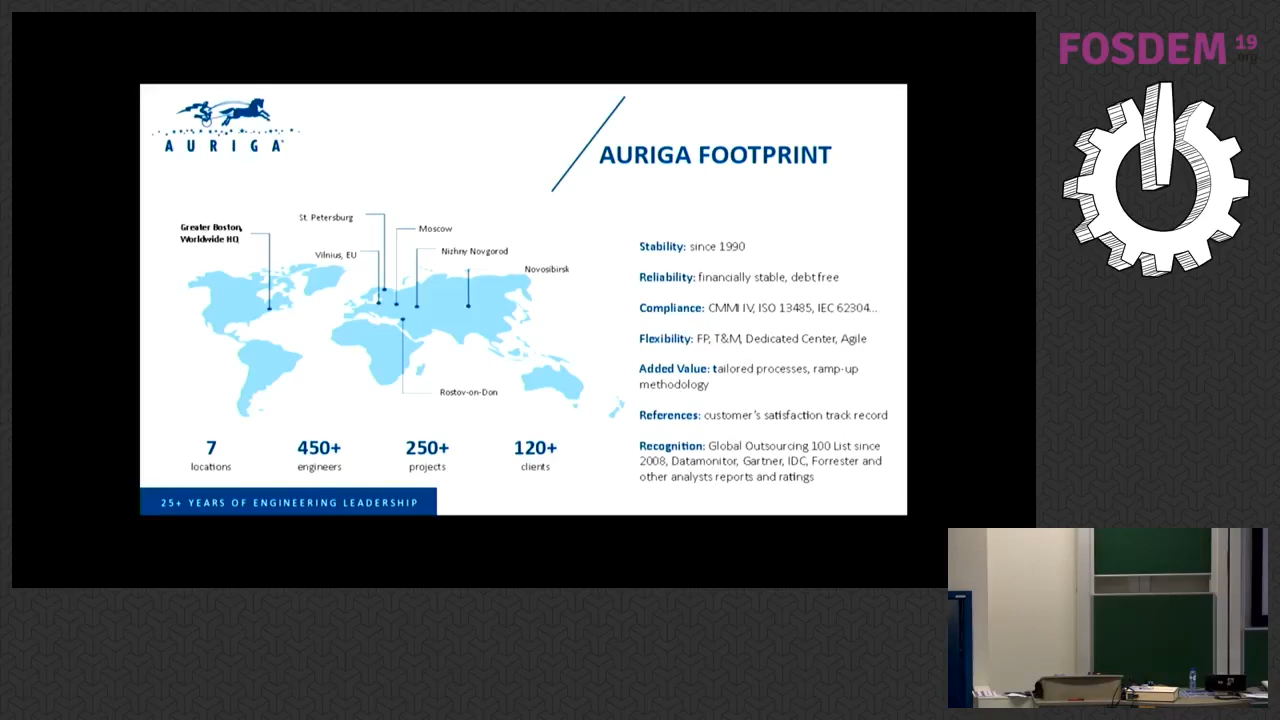 FOSDEM 19
.org
AURIGA
AURIGA FOOTPRINT
Greater Boston,
Worldwide HQ
St. Petersburg
Vilnius, EU
Moscow
Nizhny Novgorod
Novosibirsk
Rostov-on-Don
7
locations
450+
engineers
250+
projects
120+
clients
Stability: since 1990
Reliability: financially stable, debt free
Compliance: CMMI IV, ISO 13485, IEC 62304...
Flexibility: FP, T&M, Dedicated Center, Agile
Added Value: tailored processes, ramp-up
methodology
References: customer's satisfaction track record
Recognition: Global Outsourcing 100 List since
2008, Datamonitor, Gartner, IDC, Forrester and
other analysts reports and ratings
25+ YEARS OF ENGINEERING LEADERSHIP